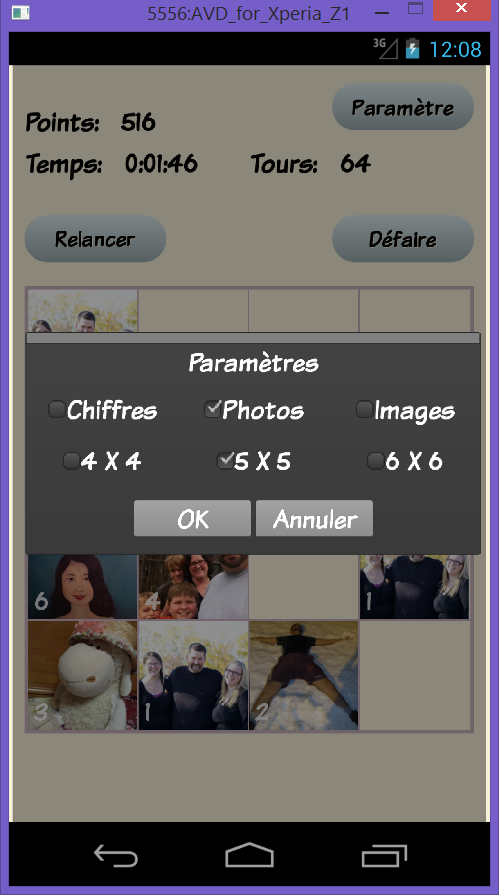 5556:AVD_for_Xperia_Z1
3G 12:08
Points: 516
Paramètre
Temps: 0:01:46 Tours: 64
Relancer Défaire
Paramètres
Chiffres Photos Images
4 X 4 5 X 5 6 X 6
OK Annuler
6 4 1
3 1 2